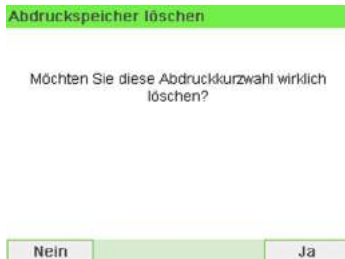 Abdruckspeicher löschen
Möchten Sie diese Abdruckkurzwahl wirklich
löschen?
Nein
Ja